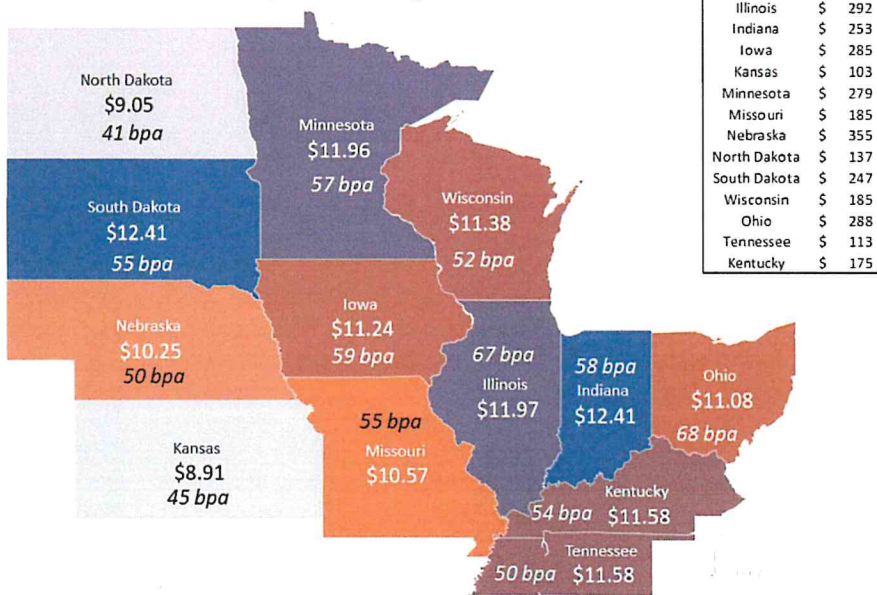 Illinois $ 292
Indiana $ 253
Iowa $ 285
Kansas $ 103
Minnesota $ 279
Missouri $ 185
Nebraska $ 355
North Dakota $ 137
South Dakota $ 247
Wisconsin $ 185
Ohio $ 288
Tennessee $ 113
Kentucky $ 175
North Dakota
$9.05
41 bpa
Minnesota
$11.96
57 bpa
South Dakota
$12.41
55 bpa
Wisconsin
$11.38
52 bpa
Nebraska
$10.25
50 bpa
Iowa
$11.24
59 bpa
67 bpa
Illinois
$11.97
58 bpa
Indiana
$12.41
Ohio
$11.08
68 bpa
Kansas
$8.91
45 bpa
55 bpa
Missouri
$10.57
Kentucky
54 bpa $11.58
Tennessee
50 bpa $11.58